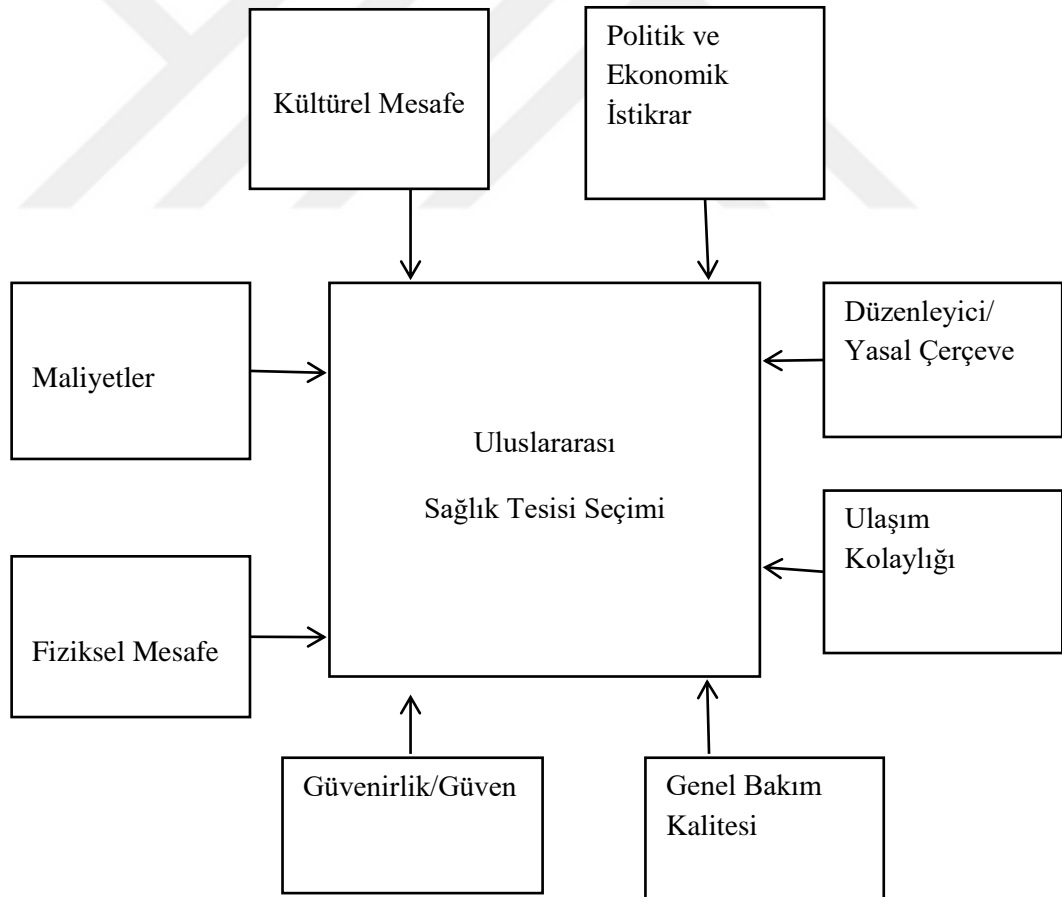 Kültürel Mesafe
Politik ve
Ekonomik
İstikrar
Maliyetler
Düzenleyici/
Yasal Çerçeve
Uluslararası
Sağlık Tesisi Seçimi
Ulaşım
Kolaylığı
Fiziksel Mesafe
Güvenirlik/Güven
Genel Bakım
Kalitesi